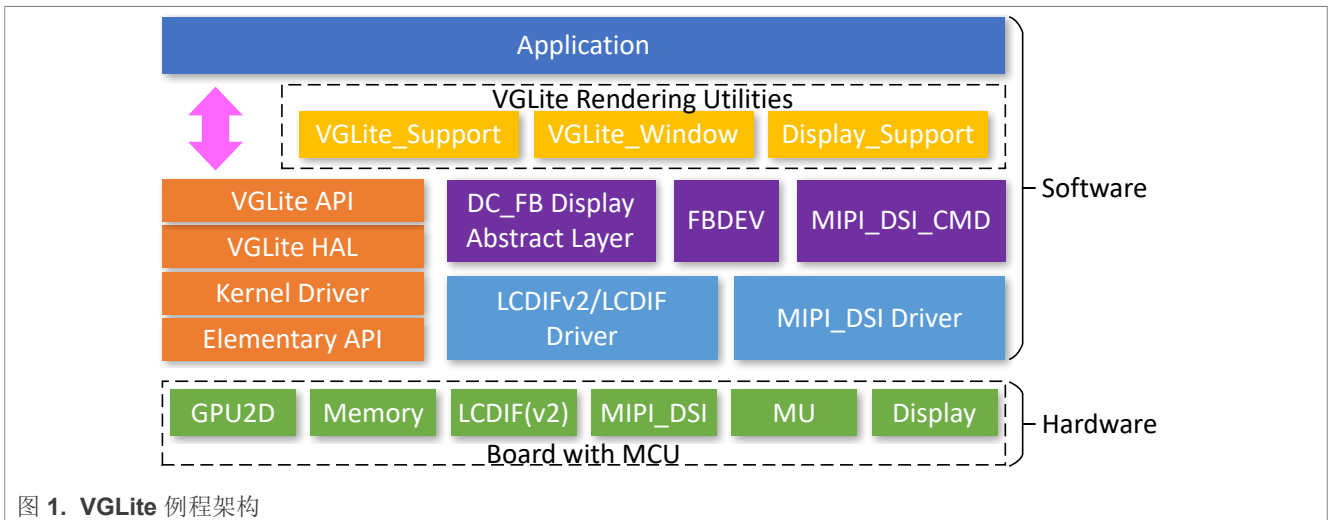 Application
VGLite Rendering Utilities
VGLite_Support
VGLite_Window
Display_Support
VGLite API
VGLite HAL
Kernel Driver
Elementary API
DC_FB Display
Abstract Layer
FBDEV
MIPI_DSI_CMD
LCDIFv2/LCDIF
Driver
MIPI_DSI Driver
Software
GPU2D
Memory
LCDIF(v2)
MIPI_DSI
MU
Display
Board with MCU
Hardware
图 1. VGLite 例程架构